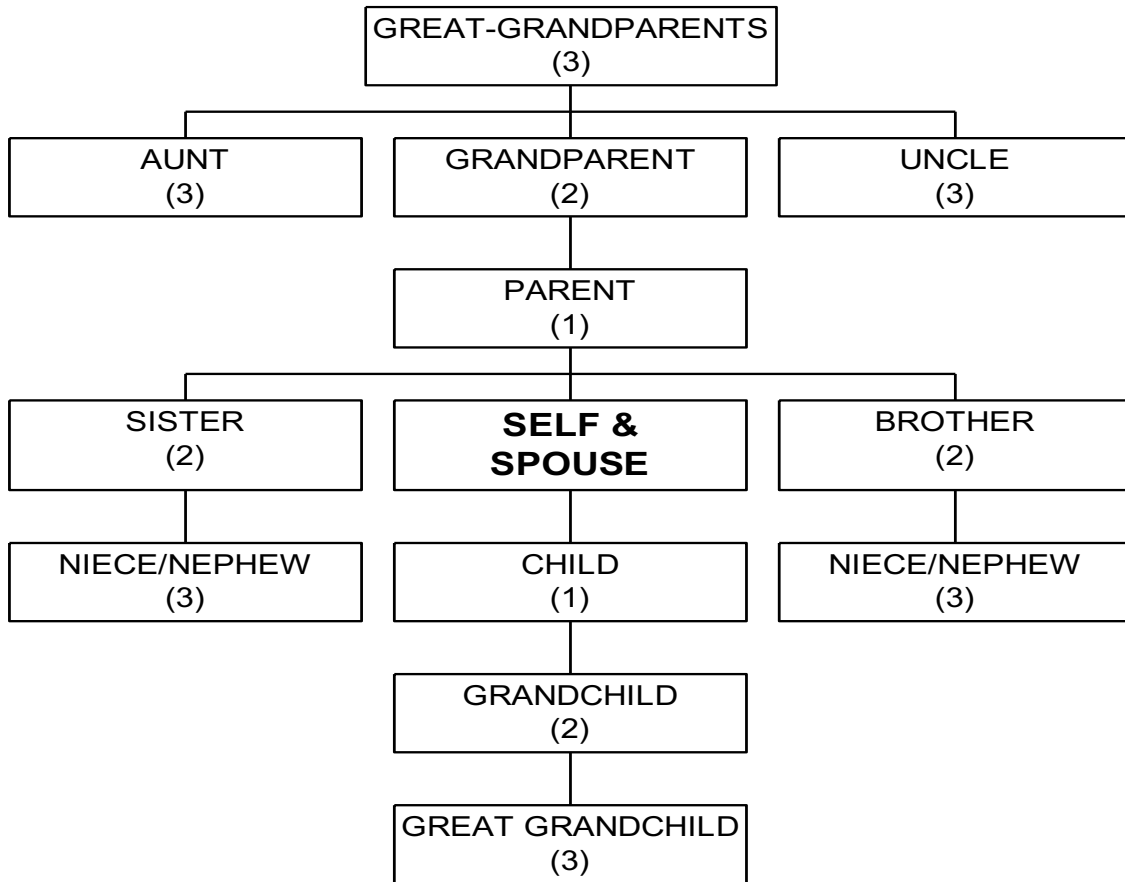 GREAT-GRANDPARENTS
(3)
AUNT
(3)
GRANDPARENT
(2)
UNCLE
(3)
PARENT
(1)
SISTER
(2)
SELF &
SPOUSE
BROTHER
(2)
NIECE/NEPHEW
(3)
CHILD
(1)
NIECE/NEPHEW
(3)
GRANDCHILD
(2)
GREAT GRANDCHILD
(3)